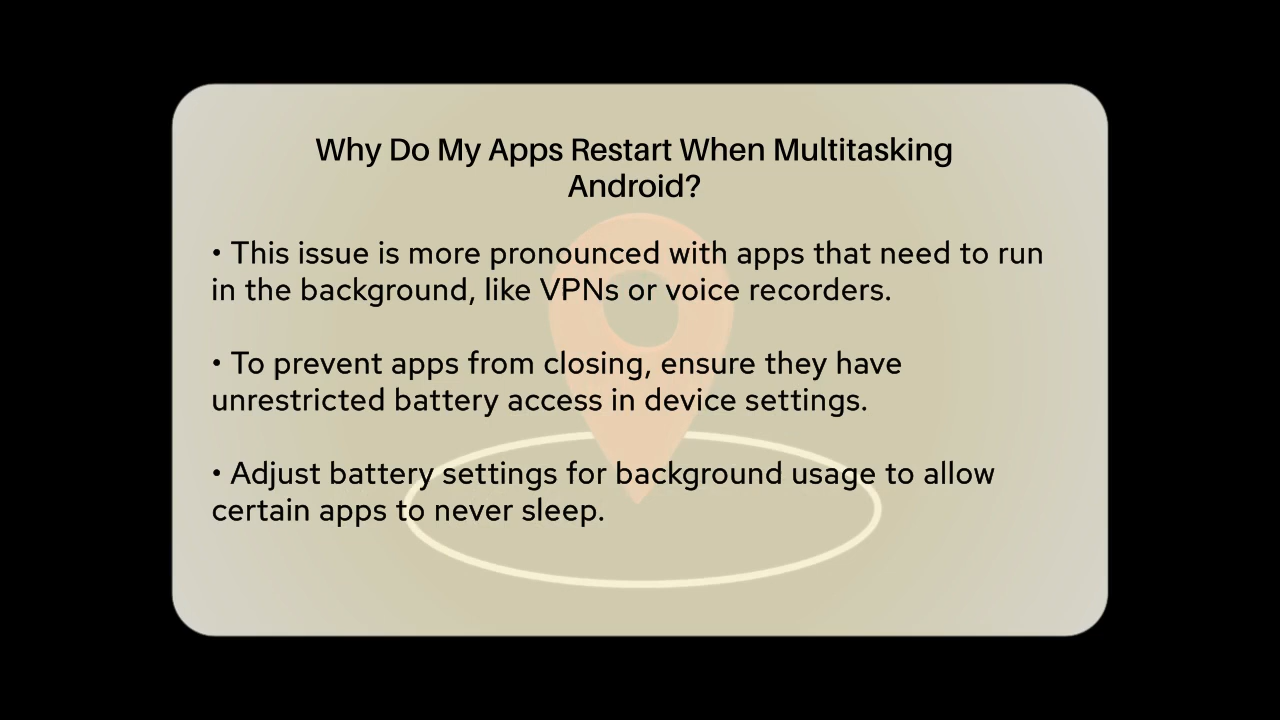 Why Do My Apps Restart When Multitasking
Android?
• This issue is more pronounced with apps that need to run
in the background, like VPNs or voice recorders.
• To prevent apps from closing, ensure they have
unrestricted battery access in device settings.
• Adjust battery settings for background usage to allow
certain apps to never sleep.